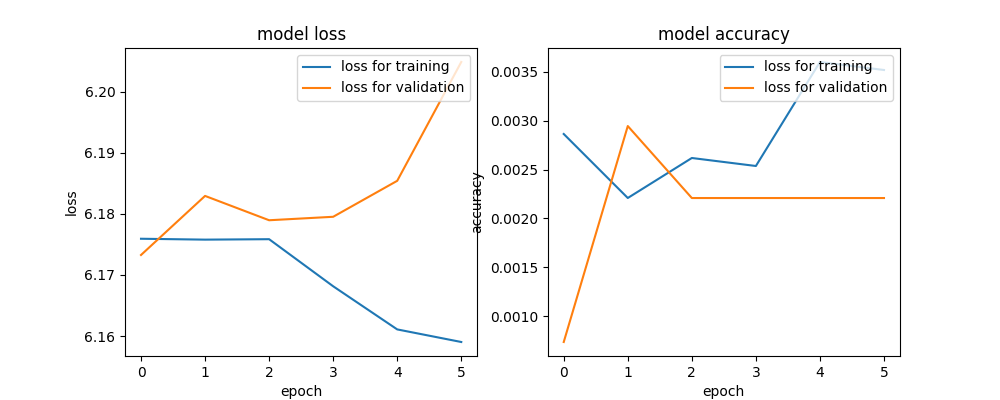 model loss
loss for training
loss for validation
6.20
6.19
6.18
6.17
6.16
loss
0
1
2
3
4
5
epoch
model accuracy
loss for training
loss for validation
0.0035
0.0030
0.0025
0.0020
0.0015
0.0010
accuracy
0
1
2
3
4
5
epoch